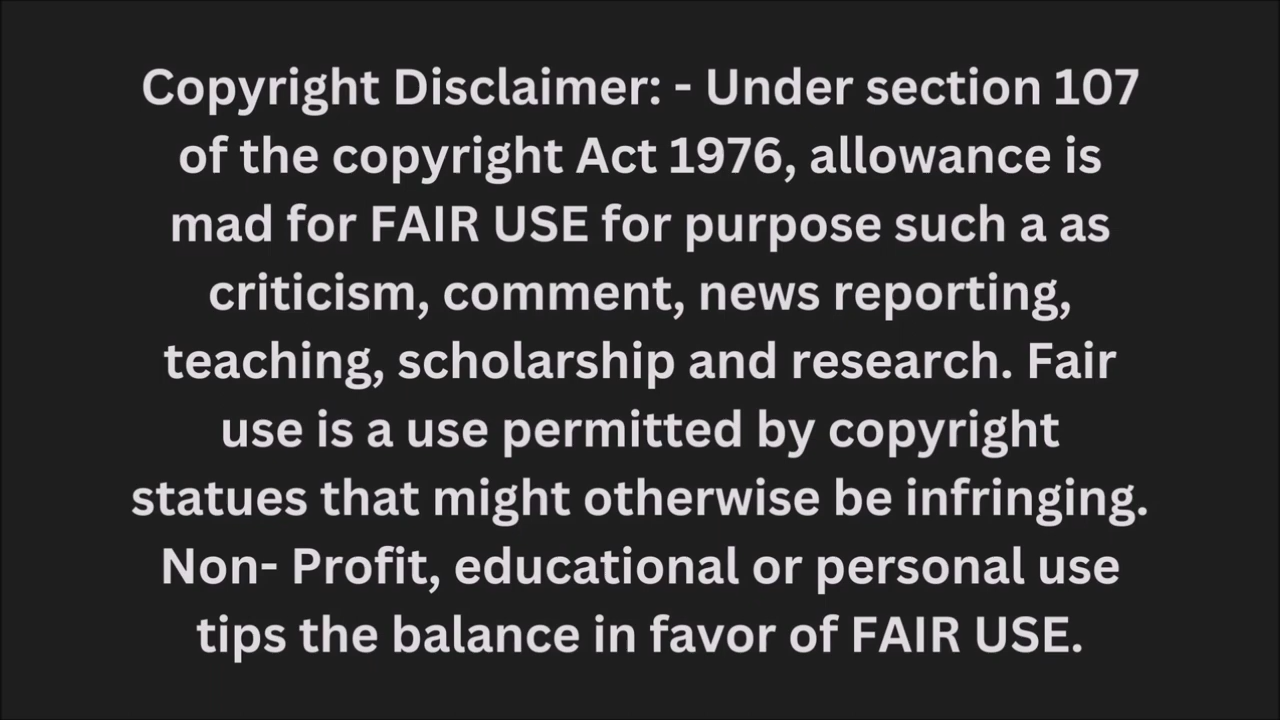 Copyright Disclaimer: - Under section 107
of the copyright Act 1976, allowance is
mad for FAIR USE for purpose such a as
criticism, comment, news reporting,
teaching, scholarship and research. Fair
use is a use permitted by copyright
statues that might otherwise be infringing.
Non- Profit, educational or personal use
tips the balance in favor of FAIR USE.